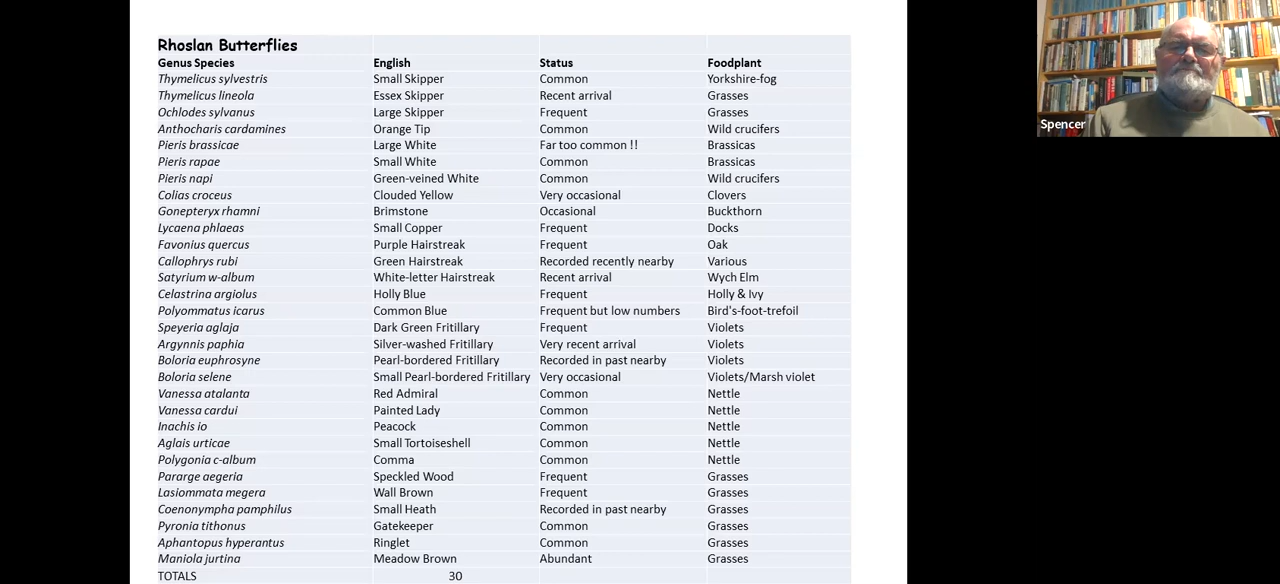 Rhoslan Butterflies
Genus Species English Status Foodplant
Thymelicus sylvestris Small Skipper Common Yorkshire-fog
Thymelicus lineola Essex Skipper Recent arrival Grasses
Ochlodes sylvanus Large Skipper Frequent Grasses
Anthocharis cardamines Orange Tip Common Wild crucifers
Pieris brassicae Large White Far too common !! Brassicas
Pieris rapae Small White Common Brassicas
Pieris napi Green-veined White Common Wild crucifers
Colias croceus Clouded Yellow Very occasional Clovers
Gonepteryx rhamni Brimstone Occasional Buckthorn
Lycaena phlaeas Small Copper Frequent Docks
Favonius quercus Purple Hairstreak Frequent Oak
Callophrys rubi Green Hairstreak Recorded recently nearby Various
Satyrium w-album White-letter Hairstreak Recent arrival Wych Elm
Celastrina argiolus Holly Blue Frequent Holly & Ivy
Polyommatus icarus Common Blue Frequent but low numbers Bird's-foot-trefoil
Speyeria aglaja Dark Green Fritillary Frequent Violets
Argynnis paphia Silver-washed Fritillary Very recent arrival Violets
Boloria euphrosyne Pearl-bordered Fritillary Recorded in past nearby Violets
Boloria selene Small Pearl-bordered Fritillary Very occasional Violets/Marsh violet
Vanessa atalanta Red Admiral Common Nettle
Vanessa cardui Painted Lady Common Nettle
Inachis io Peacock Common Nettle
Aglais urticae Small Tortoiseshell Common Nettle
Polygonia c-album Comma Common Nettle
Pararge aegeria Speckled Wood Frequent Grasses
Lasiommata megera Wall Brown Frequent Grasses
Coenonympha pamphilus Small Heath Recorded in past nearby Grasses
Pyronia tithonus Gatekeeper Common Grasses
Aphantopus hyperantus Ringlet Common Grasses
Maniola jurtina Meadow Brown Abundant Grasses
TOTALS 30
Spencer